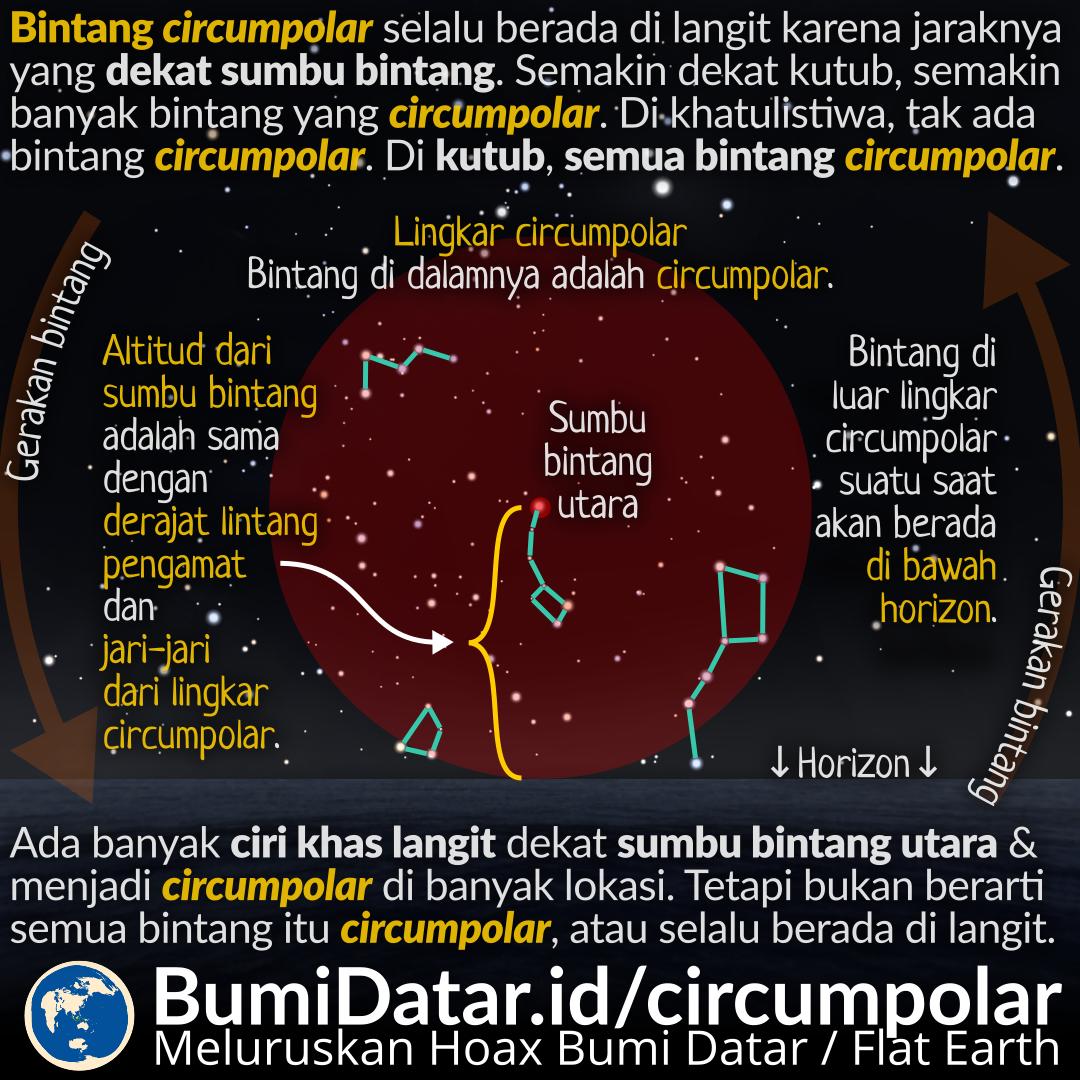 Bintang circumpolar selalu berada di langit karena jaraknya
yang dekat sumbu bintang. Semakin dekat kutub, semakin
banyak bintang yang circumpolar. Di khatulistiwa, tak ada
bintang circumpolar. Di kutub, semua bintang circumpolar.
Lingkar circumpolar
Bintang di dalamnya adalah circumpolar.
Gerakan bintang
Altitud dari
sumbu bintang
adalah sama
dengan
derajat lintang
pengamat
dan
jari-jari
dari lingkar
circumpolar.
Sumbu
bintang
utara
Bintang di
luar lingkar
circumpolar
suatu saat
akan berada
di bawah
horizon.
Gerakan bintang
↓Horizon↓
Ada banyak ciri khas langit dekat sumbu bintang utara &
menjadi circumpolar di banyak lokasi. Tetapi bukan berarti
semua bintang itu circumpolar, atau selalu berada di langit.
BumiDatar.id/circumpolar
Meluruskan Hoax Bumi Datar / Flat Earth